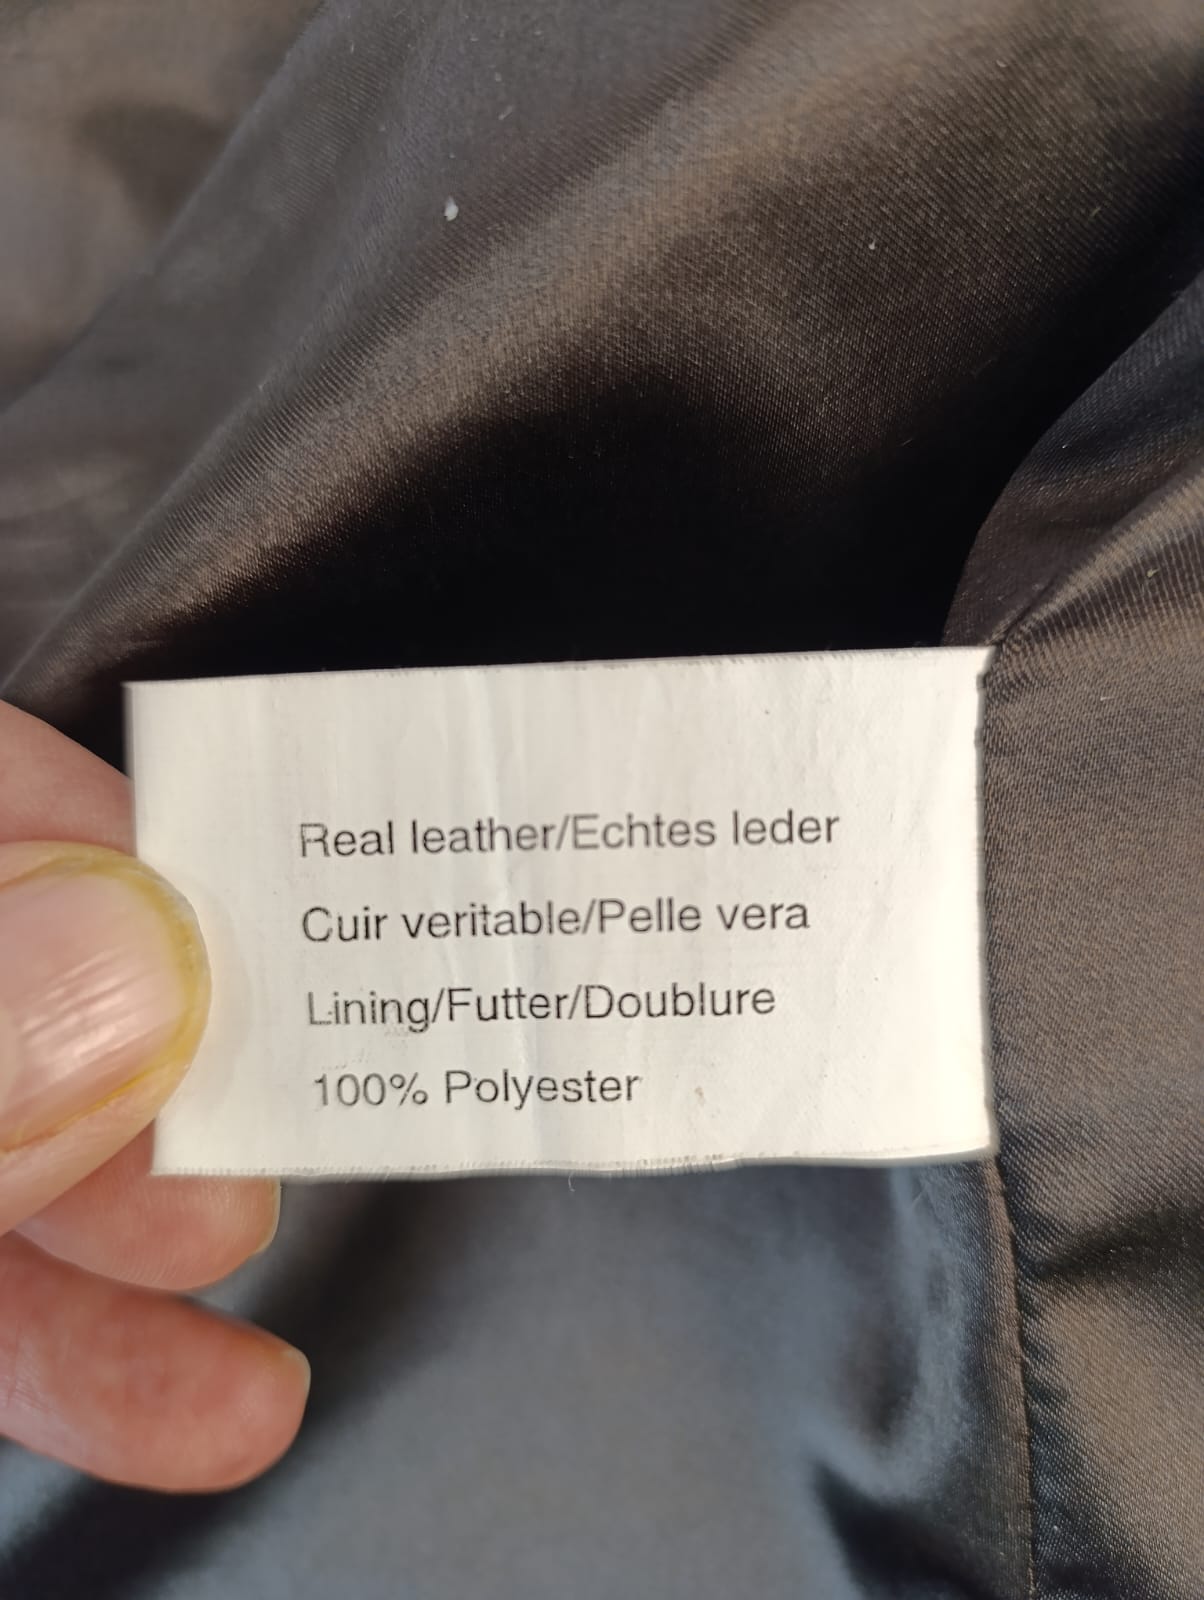 Real leather/Echtes leder
Cuir veritable/Pelle vera
Lining/Futter/Doublure
100% Polyester